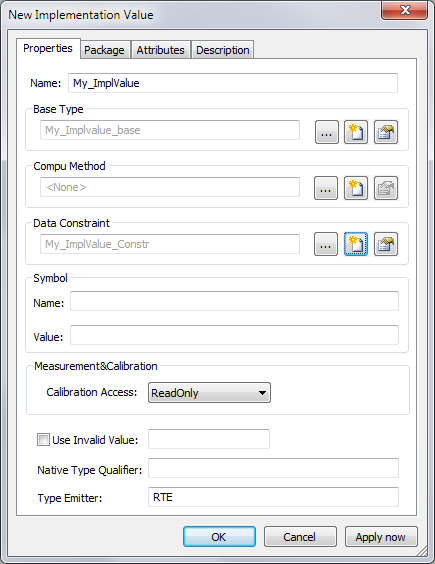 New Implementation Value
Properties Package Attributes Description
Name: My_ImplValue
Base Type
My_Implvalue_base ...
Compu Method
<None> ...
Data Constraint
My_ImplValue_Constr ...
Symbol
Name:
Value:
Measurement&Calibration
Calibration Access: ReadOnly
Use Invalid Value:
Native Type Qualifier:
Type Emitter: RTE
OK Cancel Apply now